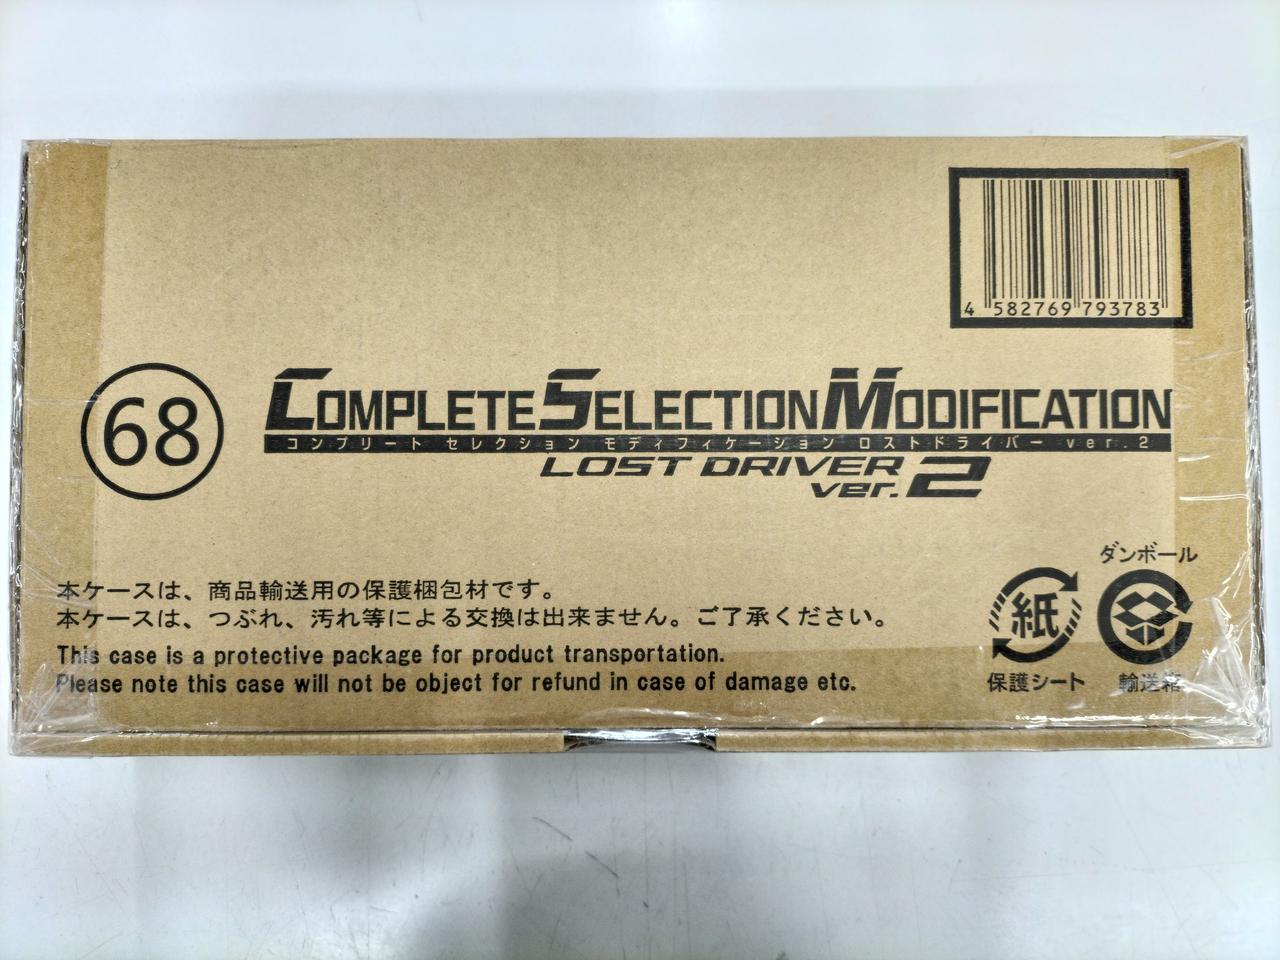 4 582769 793783
68
COMPLETE SELECTION MODIFICATION
コンプリート セレクション モディフィケーション ロストドライバー ver.2
LOST DRIVER
ver.2
本ケースは、商品輸送用の保護梱包材です。
本ケースは、つぶれ、汚れ等による交換は出来ません。ご了承ください。
This case is a protective package for product transportation.
Please note this case will not be object for refund in case of damage etc.
ダンボール
紙
保護シート
輸送箱